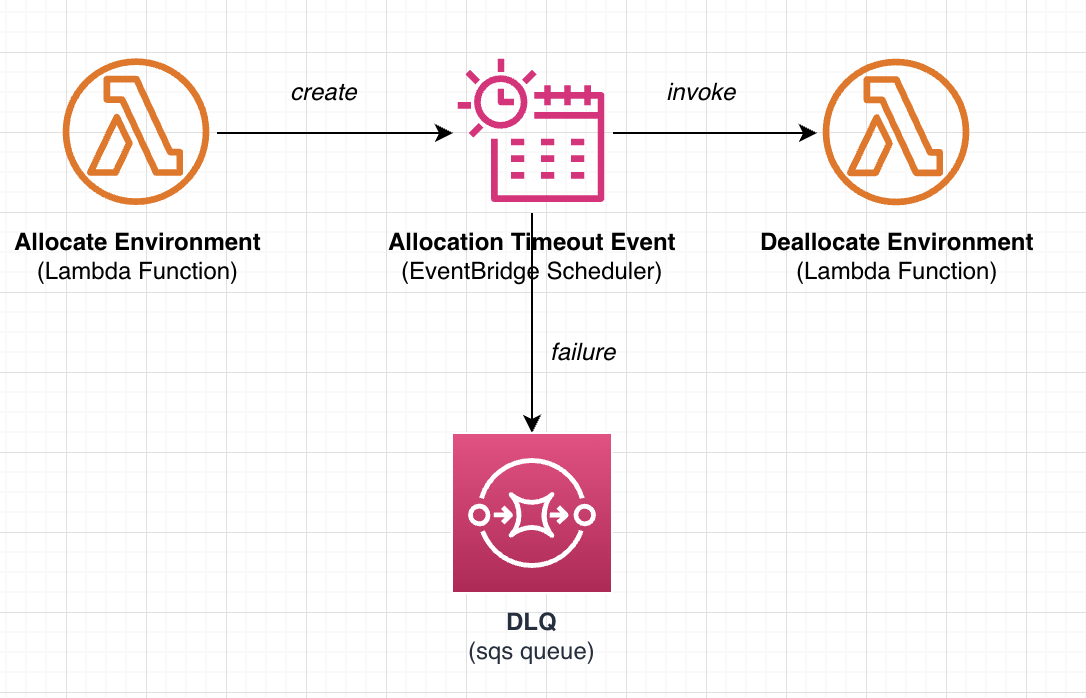 create
invoke
Allocate Environment
(Lambda Function)
Allocation Timeout Event
(EventBridge Scheduler)
Deallocate Environment
(Lambda Function)
failure
DLQ
(sqs queue)